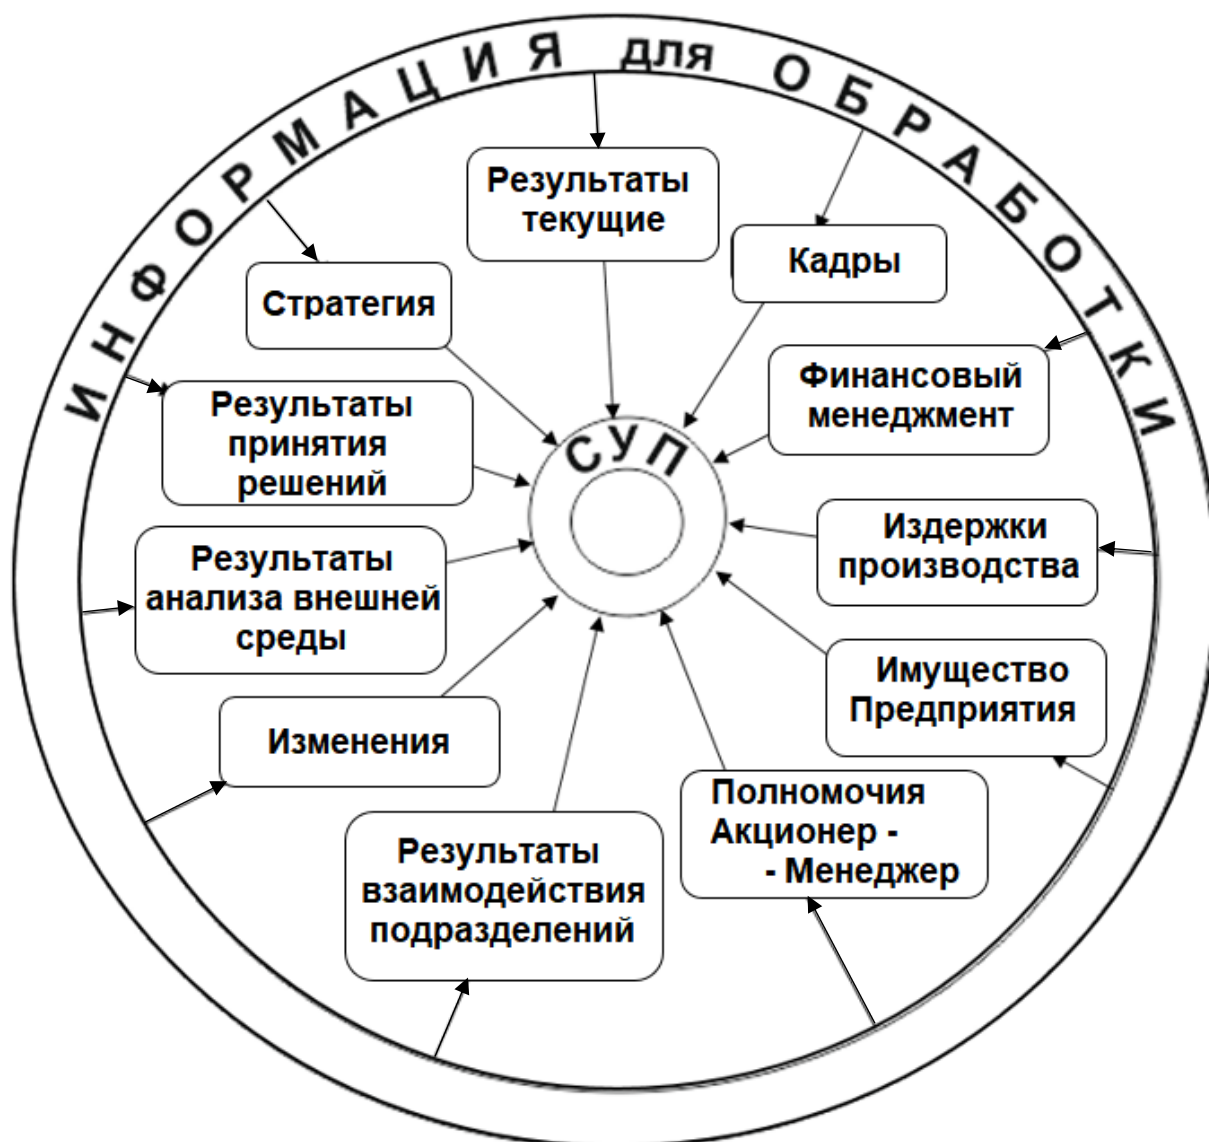 ИНФОРМАЦИЯ для ОБРАБОТКИ
Результаты
текущие
Кадры
Стратегия
Финансовый
менеджмент
Результаты
принятия
решений
СУП
Издержки
производства
Результаты
анализа внешней
среды
Имущество
Предприятия
Изменения
Полномочия
Акционер -
- Менеджер
Результаты
взаимодействия
подразделений